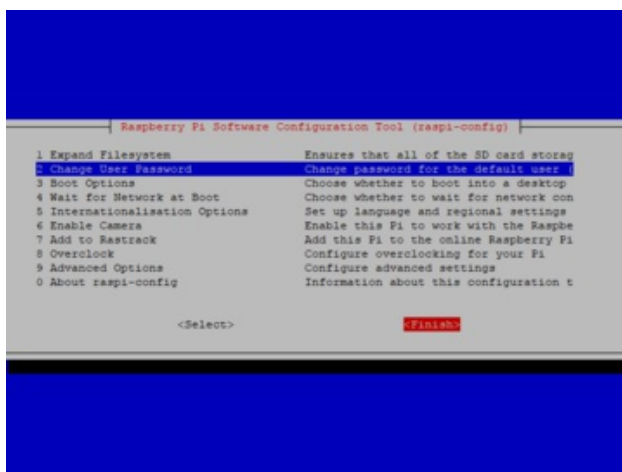 Raspberry Pi Software Configuration Tool (raspi-config)
1 Expand Filesystem Ensures that all of the SD card storag
2 Change User Password Change password for the default user (
3 Boot Options Choose whether to boot into a desktop
4 Wait for Network at Boot Choose whether to wait for network con
5 Internationalisation Options Set up language and regional settings
6 Enable Camera Enable this Pi to work with the Raspbe
7 Add to Rastrack Add this Pi to the online Raspberry Pi
8 Overclock Configure overclocking for your Pi
9 Advanced Options Configure advanced settings
0 About raspi-config Information about this configuration t
<Select> <Finish>